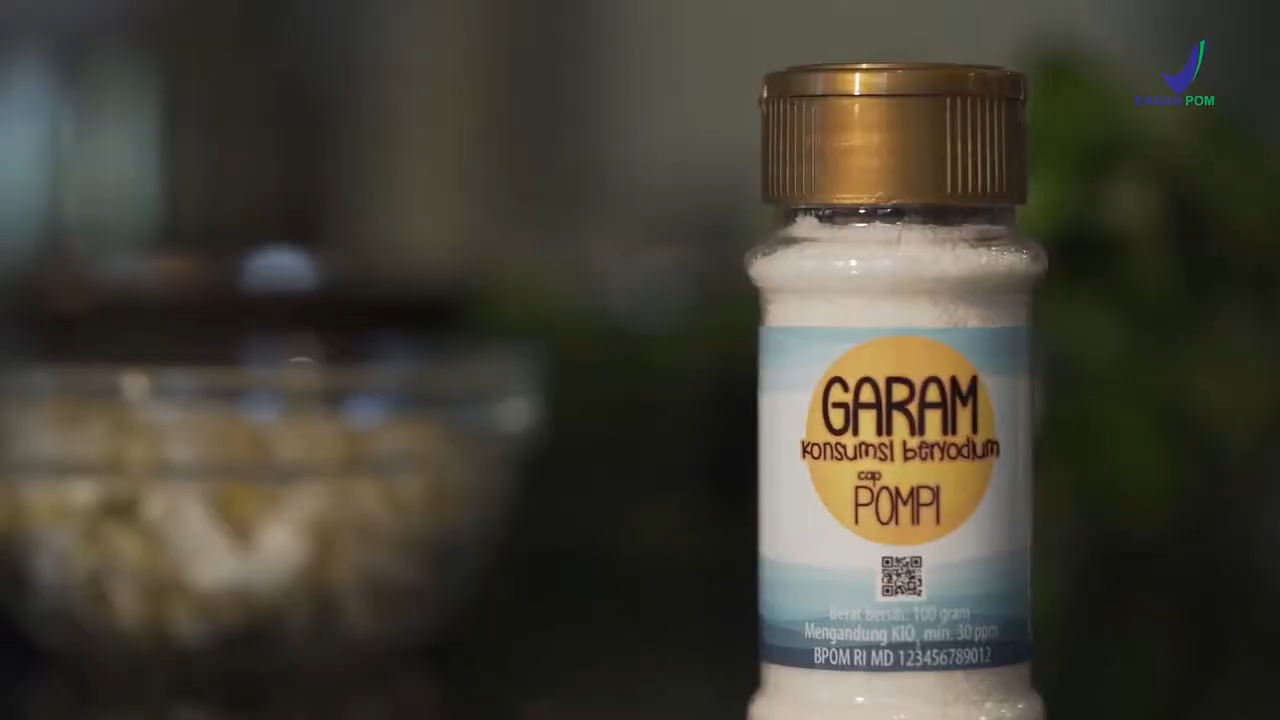 BADAN POM
GARAM
konsumsi beryodium
cap
POMPI
Berat bersih: 100 gram
Mengandung KIO3 min. 30 ppm
BPOM RI MD 123456789012